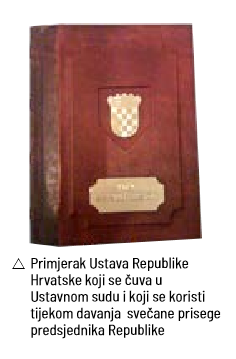 △ Primjerak Ustava Republike
Hrvatske koji se čuva u
Ustavnom sudu i koji se koristi
tijekom davanja svečane prisege
predsjednika Republike